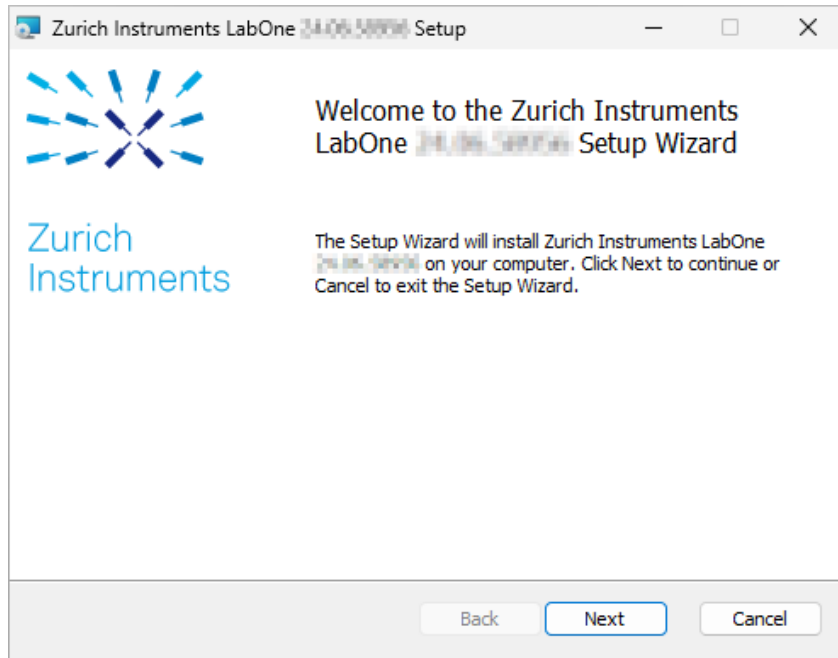 Zurich Instruments LabOne Setup
Welcome to the Zurich Instruments
LabOne Setup Wizard
Zurich
Instruments
The Setup Wizard will install Zurich Instruments LabOne
on your computer. Click Next to continue or
Cancel to exit the Setup Wizard.
Back
Next
Cancel